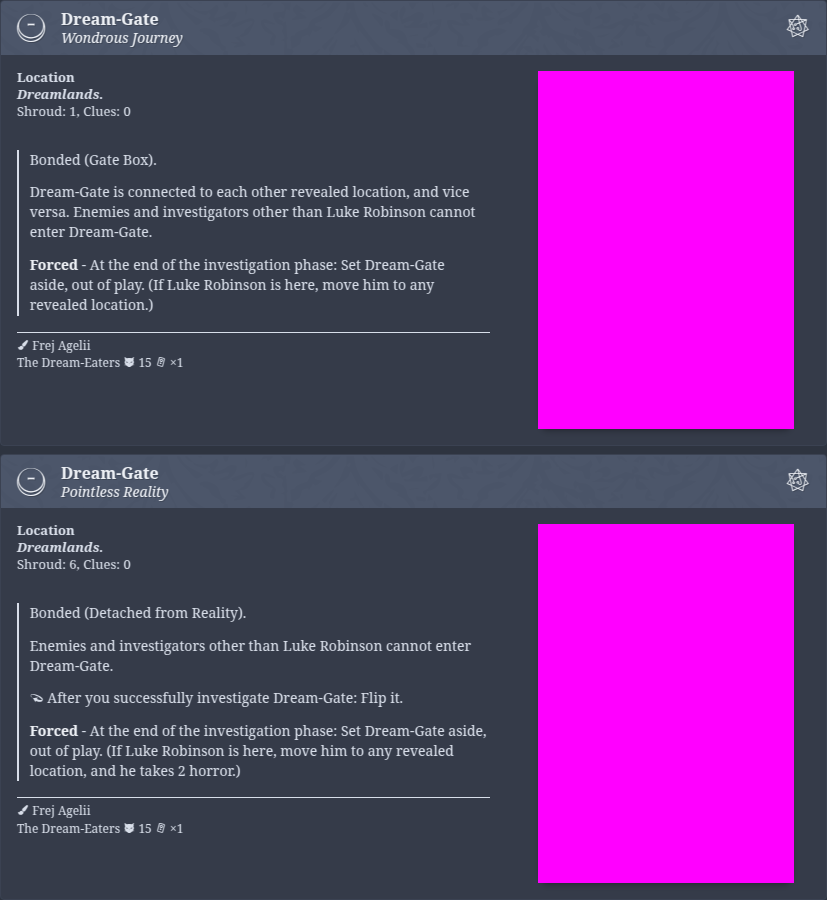 Dream-Gate
Wondrous Journey
Location
Dreamlands.
Shroud: 1, Clues: 0
Bonded (Gate Box).
Dream-Gate is connected to each other revealed location, and vice
versa. Enemies and investigators other than Luke Robinson cannot
enter Dream-Gate.
Forced - At the end of the investigation phase: Set Dream-Gate
aside, out of play. (If Luke Robinson is here, move him to any
revealed location.)
Frej Agelii
The Dream-Eaters 15 ×1
Dream-Gate
Pointless Reality
Location
Dreamlands.
Shroud: 6, Clues: 0
Bonded (Detached from Reality).
Enemies and investigators other than Luke Robinson cannot enter
Dream-Gate.
After you successfully investigate Dream-Gate: Flip it.
Forced - At the end of the investigation phase: Set Dream-Gate aside,
out of play. (If Luke Robinson is here, move him to any revealed
location, and he takes 2 horror.)
Frej Agelii
The Dream-Eaters 15 ×1